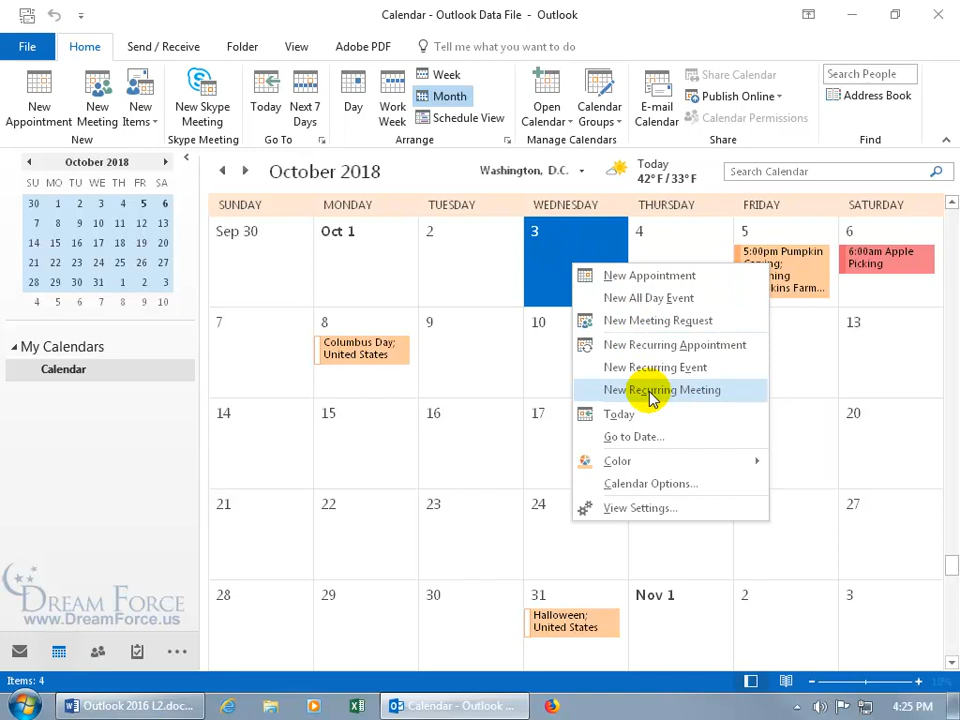 Calendar - Outlook Data File - Outlook
File
Home
Send / Receive
Folder
View
Adobe PDF
Tell me what you want to do
New
Appointment
New
Meeting
New
Items
New
New Skype
Meeting
Skype Meeting
Today
Next 7
Days
Go To
Day
Work
Week
Week
Month
Schedule View
Arrange
Open
Calendar
Calendar
Groups
Manage Calendars
E-mail
Calendar
Share Calendar
Publish Online
Calendar Permissions
Share
Search People
Address Book
Find
October 2018
SU MO TU WE TH FR SA
30 1 2 3 4 5 6
7 8 9 10 11 12 13
14 15 16 17 18 19 20
21 22 23 24 25 26 27
28 29 30 31 1 2 3
4 5 6 7 8 9 10
My Calendars
Calendar
October 2018
Washington, D.C.
Today
42° F / 33° F
Search Calendar
SUNDAY MONDAY TUESDAY WEDNESDAY THURSDAY FRIDAY SATURDAY
Sep 30 Oct 1 2 3 4 5 6
5:00pm Pumpkin
6:00am Apple
Picking
7 8 9 10 13
Columbus Day;
United States
14 15 16 17 20
21 22 23 24 27
28 29 30 31 Nov 1 2 3
Halloween;
United States
New Appointment
New All Day Event
New Meeting Request
New Recurring Appointment
New Recurring Event
New Recurring Meeting
Today
Go to Date...
Color
Calendar Options...
View Settings...
DREAM FORCE
www.DreamForce.us
Items: 4
Outlook 2016 L2.doc...
Calendar - Outlook ...
4:25 PM